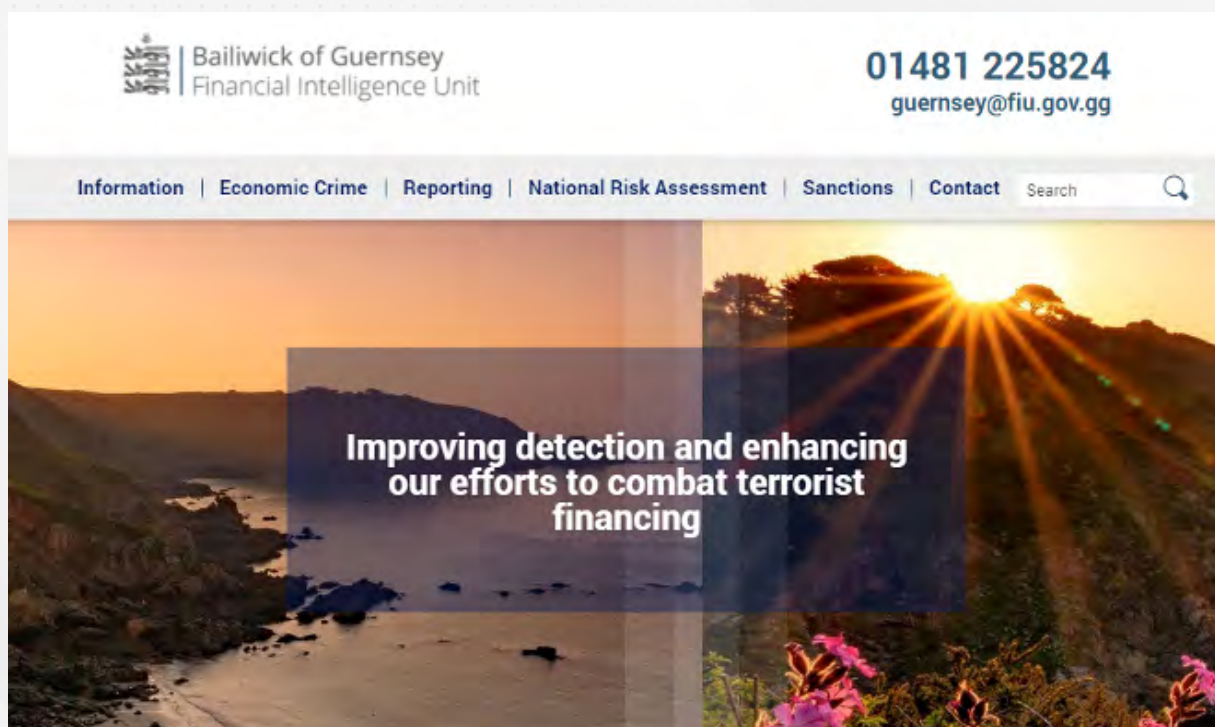 Bailiwick of Guernsey
Financial Intelligence Unit
01481 225824
guernsey@fiu.gov.gg
Information | Economic Crime | Reporting | National Risk Assessment | Sanctions | Contact Search
Improving detection and enhancing
our efforts to combat terrorist
financing